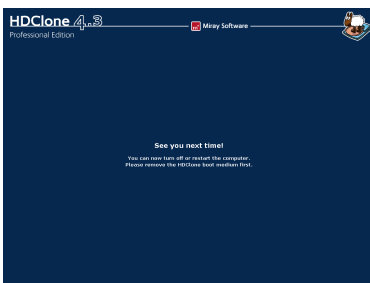 HDClone 4.3
Professional Edition
Miray Software
See you next time!
You can now turn off or restart the computer.
Please remove the HDClone boot medium first.